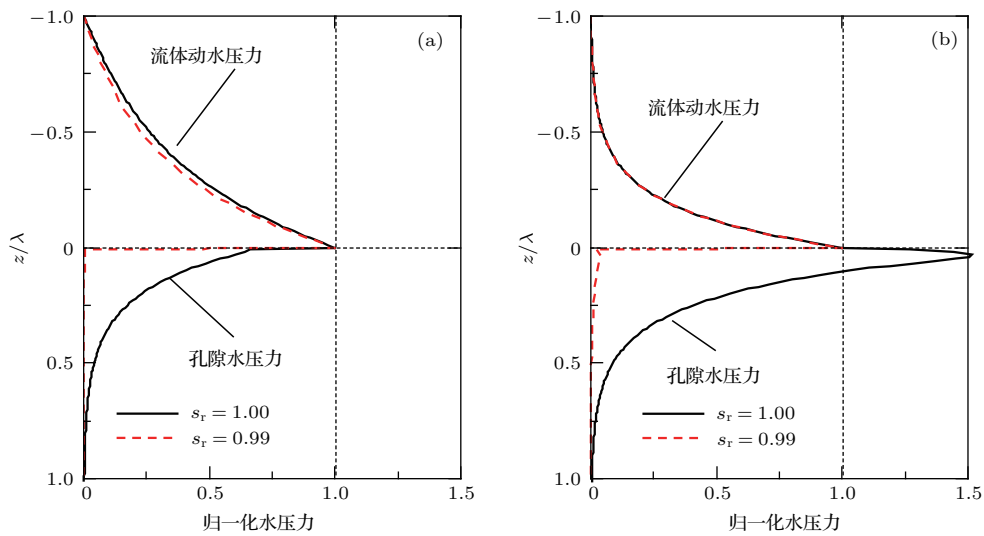 (a)
−1.0
−0.5
0
0.5
1.0
z/λ
流体动水压力
孔隙水压力
sr = 1.00
sr = 0.99
0
0.5
1.0
1.5
归一化水压力
(b)
−1.0
−0.5
0
0.5
1.0
z/λ
流体动水压力
孔隙水压力
sr = 1.00
sr = 0.99
0
0.5
1.0
1.5
归一化水压力